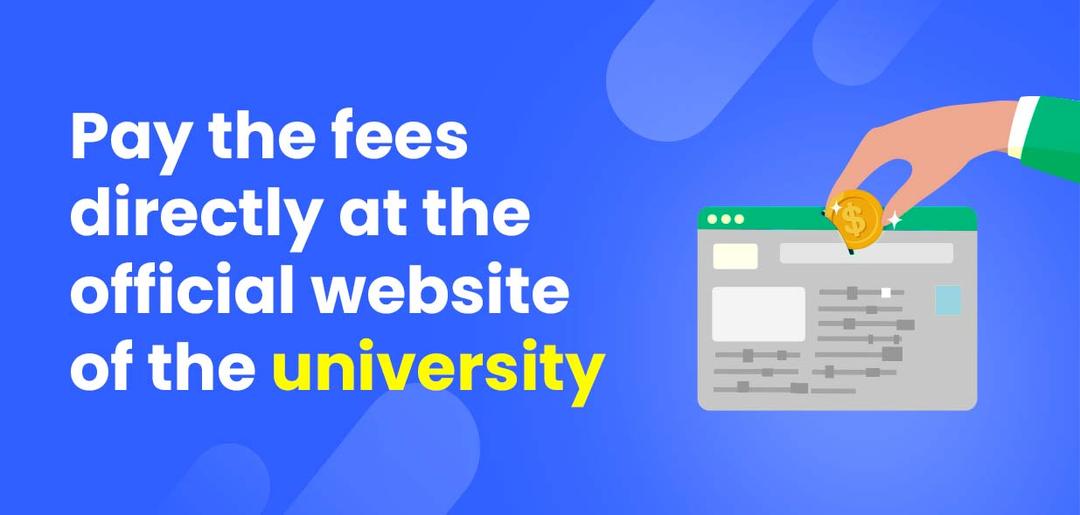 Pay the fees
directly at the
official website
of the university
$